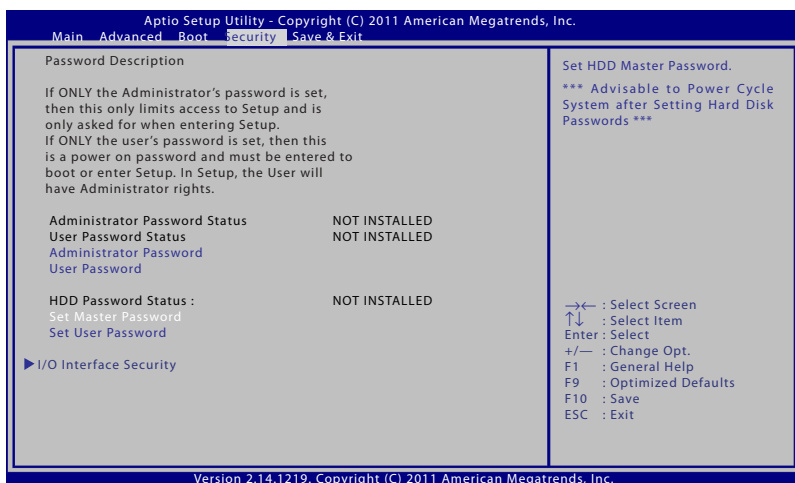 Aptio Setup Utility - Copyright (C) 2011 American Megatrends, Inc.
Main Advanced Boot Security Save & Exit
Password Description
If ONLY the Administrator's password is set,
then this only limits access to Setup and is
only asked for when entering Setup.
If ONLY the user's password is set, then this
is a power on password and must be entered to
boot or enter Setup. In Setup, the User will
have Administrator rights.
Administrator Password Status NOT INSTALLED
User Password Status NOT INSTALLED
Administrator Password
User Password
HDD Password Status : NOT INSTALLED
Set Master Password
Set User Password
▶I/O Interface Security
Set HDD Master Password.
*** Advisable to Power Cycle
System after Setting Hard Disk
Passwords ***
→← : Select Screen
↑↓ : Select Item
Enter : Select
+/— : Change Opt.
F1 : General Help
F9 : Optimized Defaults
F10 : Save
ESC : Exit
Version 2.14.1219. Copyright (C) 2011 American Megatrends, Inc.